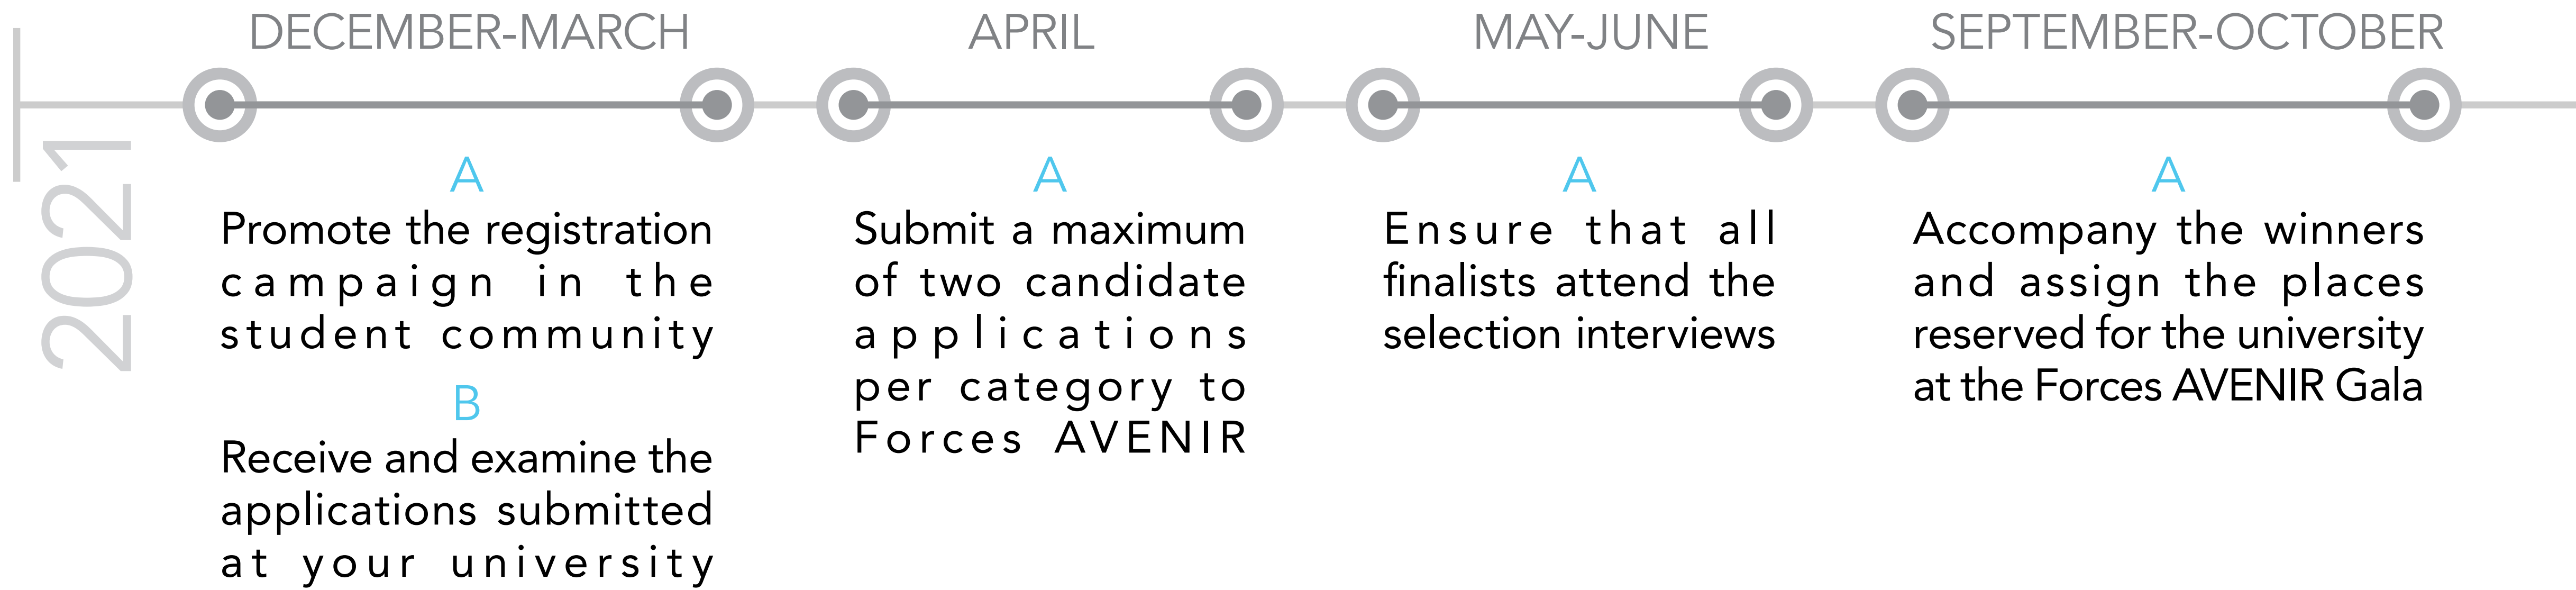 2021
DECEMBER-MARCH
A
Promote the registration
campaign in the
student community
B
Receive and examine the
applications submitted
at your university
APRIL
A
Submit a maximum
of two candidate
applications
per category to
Forces AVENIR
MAY-JUNE
A
Ensure that all
finalists attend the
selection interviews
SEPTEMBER-OCTOBER
A
Accompany the winners
and assign the places
reserved for the university
at the Forces AVENIR Gala